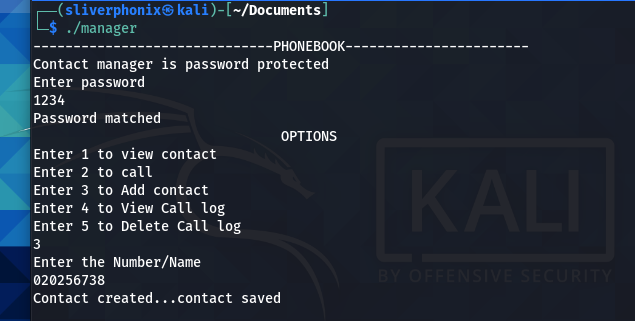 ┌──(sliverphonix㉿kali)-[~/Documents]
└─$ ./manager
------------------------------PHONEBOOK-----------------------
Contact manager is password protected
Enter password
1234
Password matched
OPTIONS
Enter 1 to view contact
Enter 2 to call
Enter 3 to Add contact
Enter 4 to View Call log
Enter 5 to Delete Call log
3
Enter the Number/Name
020256738
Contact created...contact saved
KALI
BY OFFENSIVE SECURITY